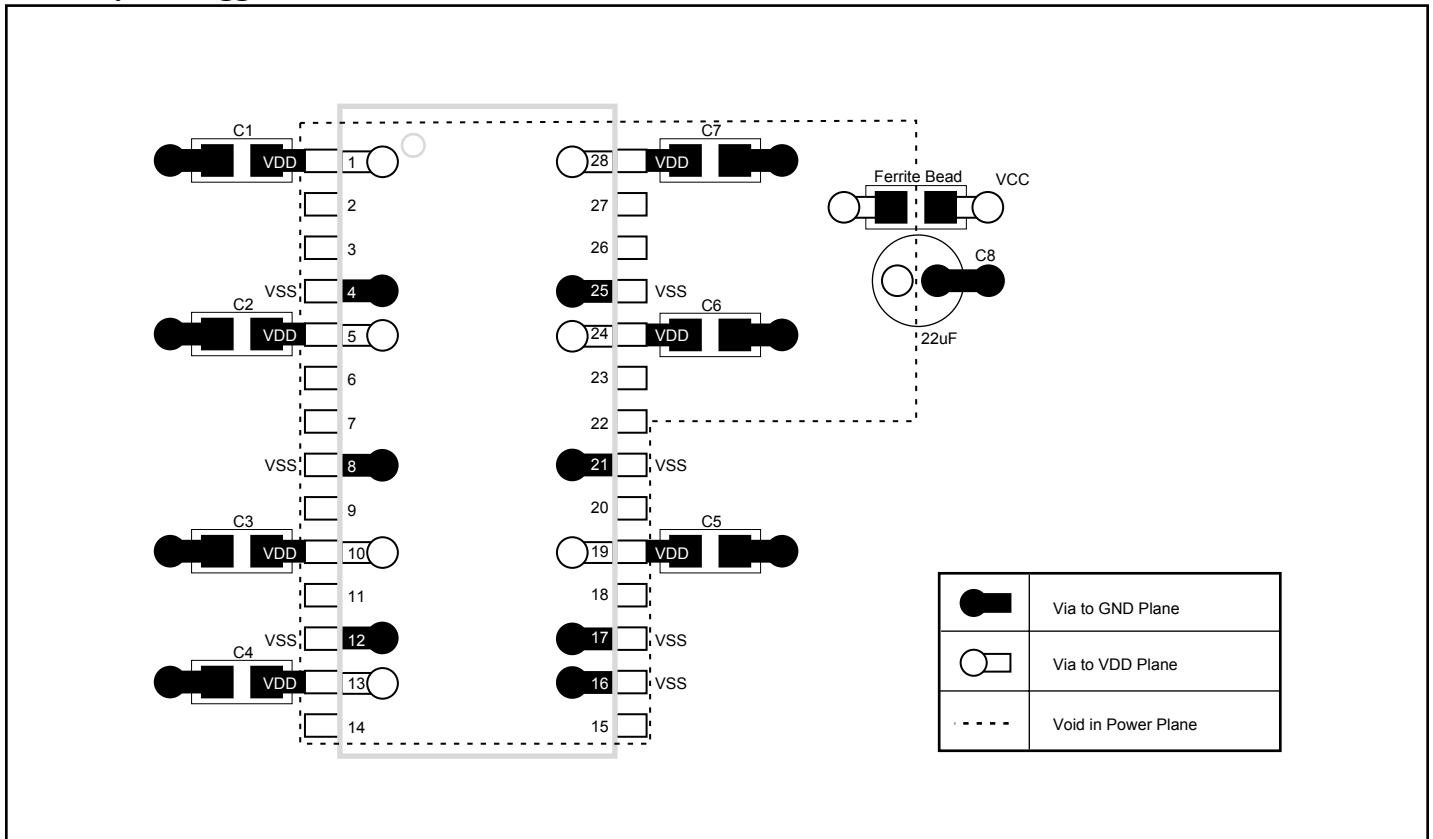 C1
C7
VDD 1
28 VDD
Ferrite Bead
VCC
2
27
3
26
C8
VSS 4
25 VSS
C2
C6
VDD 5
24 VDD
22uF
6
23
7
22
VSS 8
21 VSS
9
20
C3
C5
VDD 10
19 VDD
11
18
VSS 12
17 VSS
C4
VDD 13
16 VSS
14
15
Via to GND Plane
Via to VDD Plane
Void in Power Plane